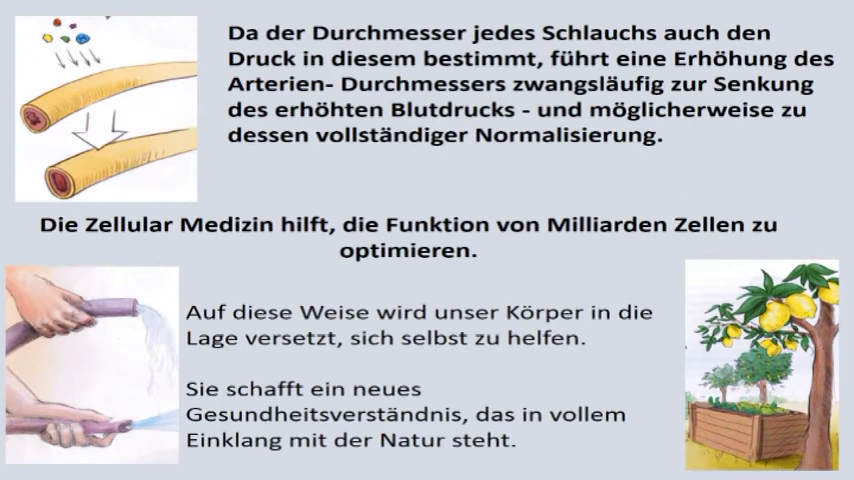 Da der Durchmesser jedes Schlauchs auch den
Druck in diesem bestimmt, führt eine Erhöhung des
Arterien- Durchmessers zwangsläufig zur Senkung
des erhöhten Blutdrucks - und möglicherweise zu
dessen vollständiger Normalisierung.
Die Zellular Medizin hilft, die Funktion von Milliarden Zellen zu
optimieren.
Auf diese Weise wird unser Körper in die
Lage versetzt, sich selbst zu helfen.
Sie schafft ein neues
Gesundheitsverständnis, das in vollem
Einklang mit der Natur steht.